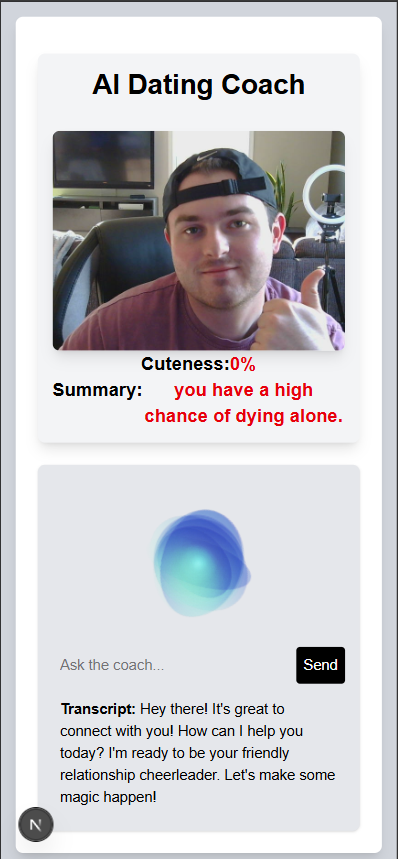 AI Dating Coach
Cuteness:0%
Summary: you have a high
chance of dying alone.
Ask the coach...
Send
Transcript: Hey there! It's great to
connect with you! How can I help you
today? I'm ready to be your friendly
relationship cheerleader. Let's make some
magic happen!
N